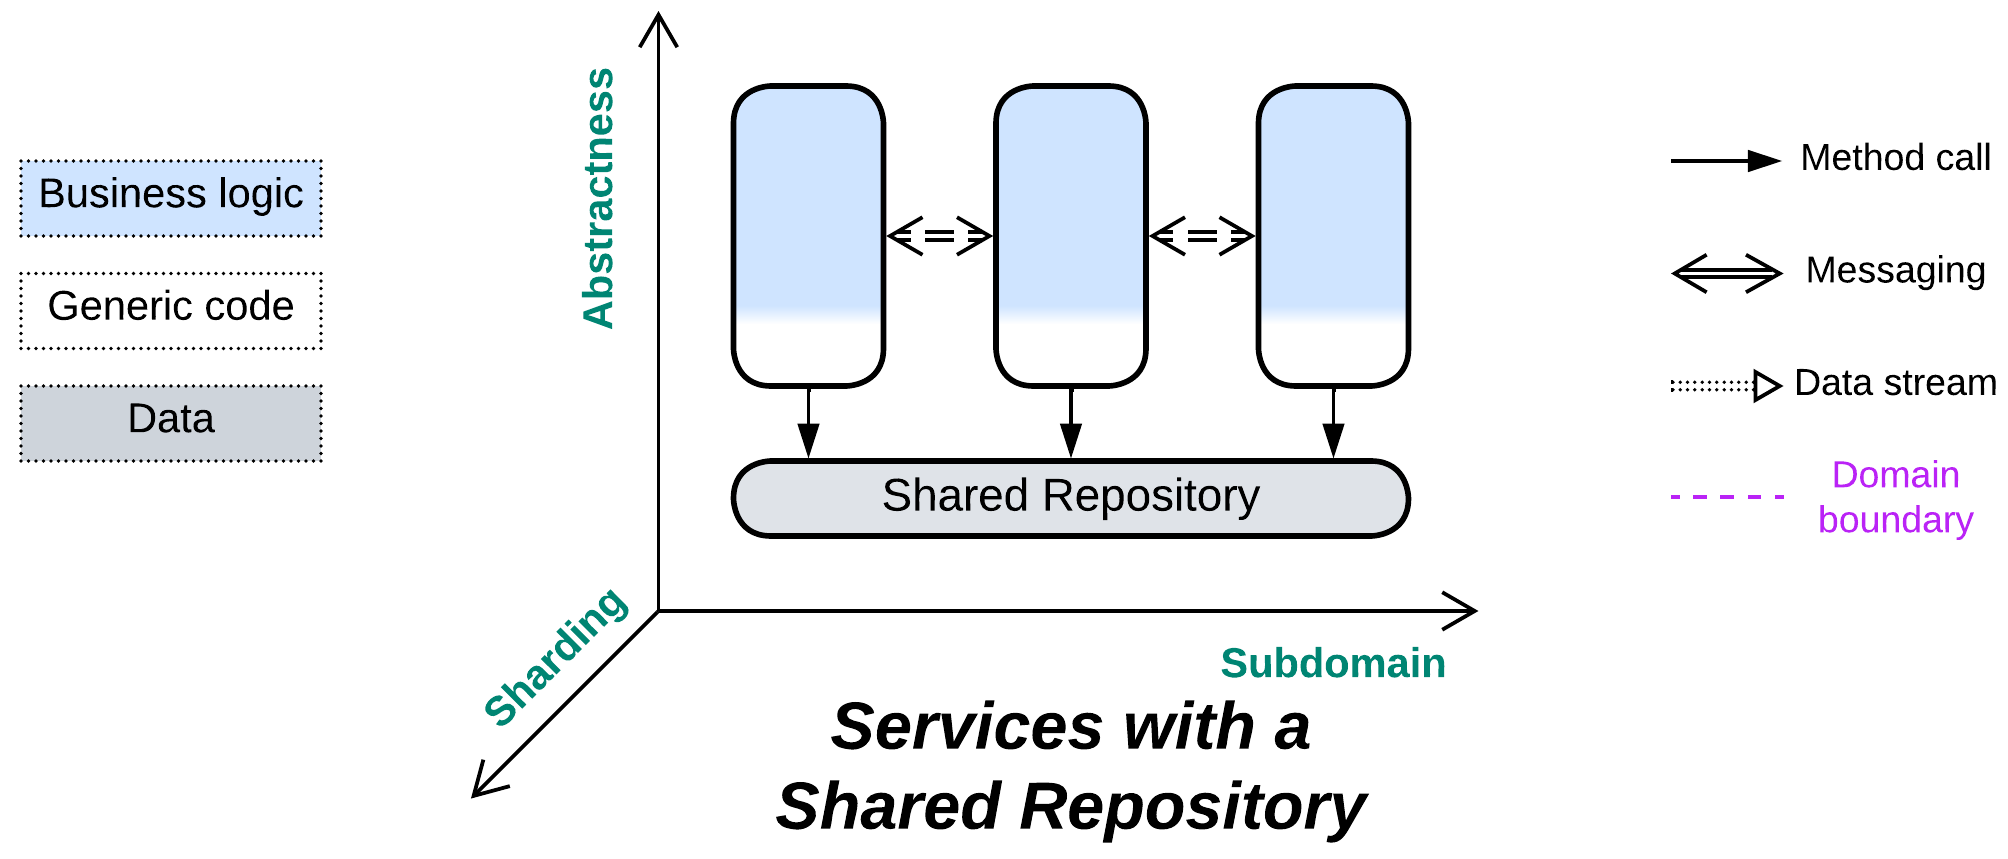 Business logic
Generic code
Data
Abstractness
Sharding
Subdomain
Shared Repository
Services with a
Shared Repository
Method call
Messaging
Data stream
Domain
boundary